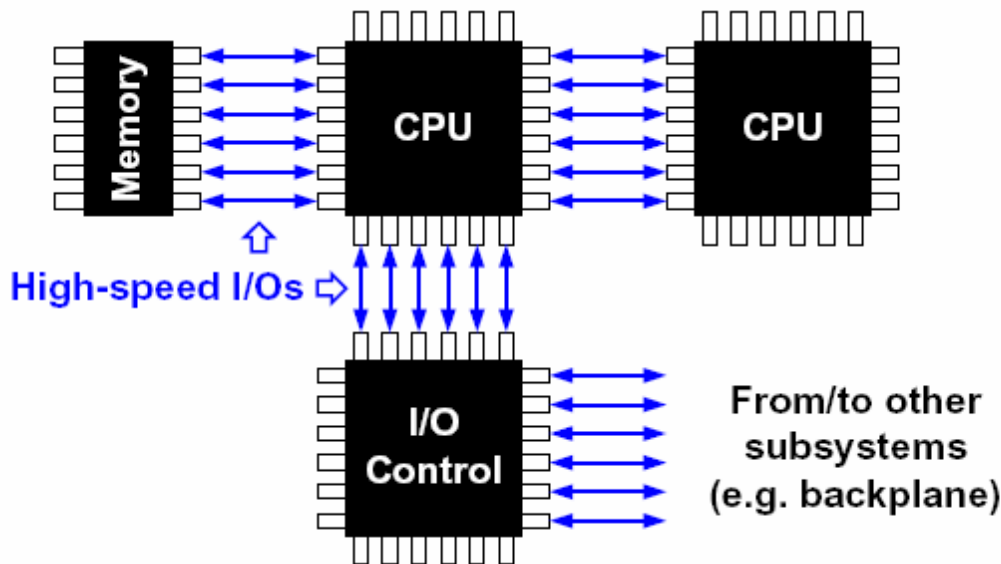 Memory
CPU
CPU
High-speed I/Os
I/O
Control
From/to other
subsystems
(e.g. backplane)